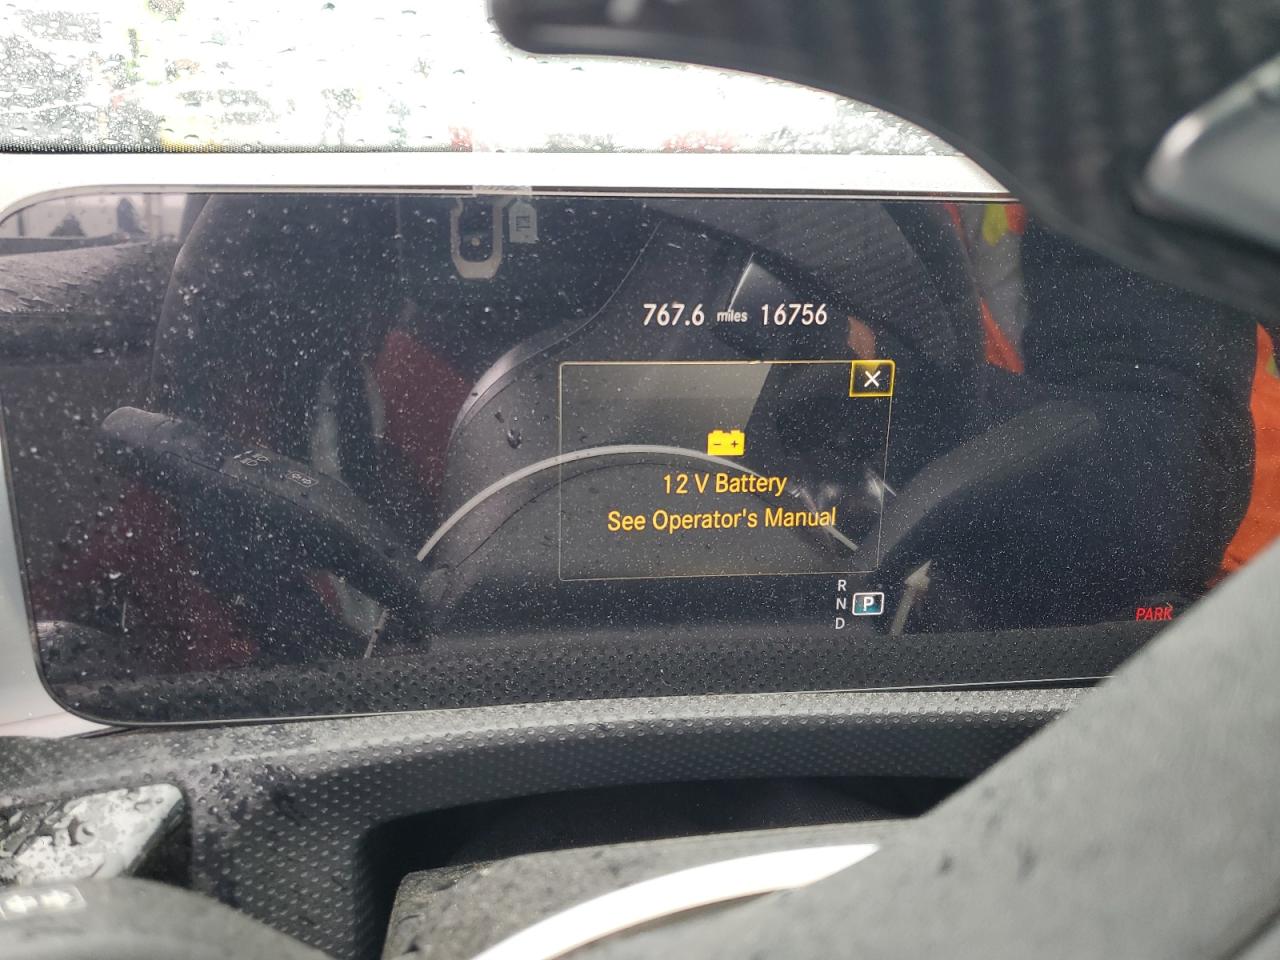 767.6 miles 16756
12 V Battery
See Operator's Manual
R
N P
D
PARK